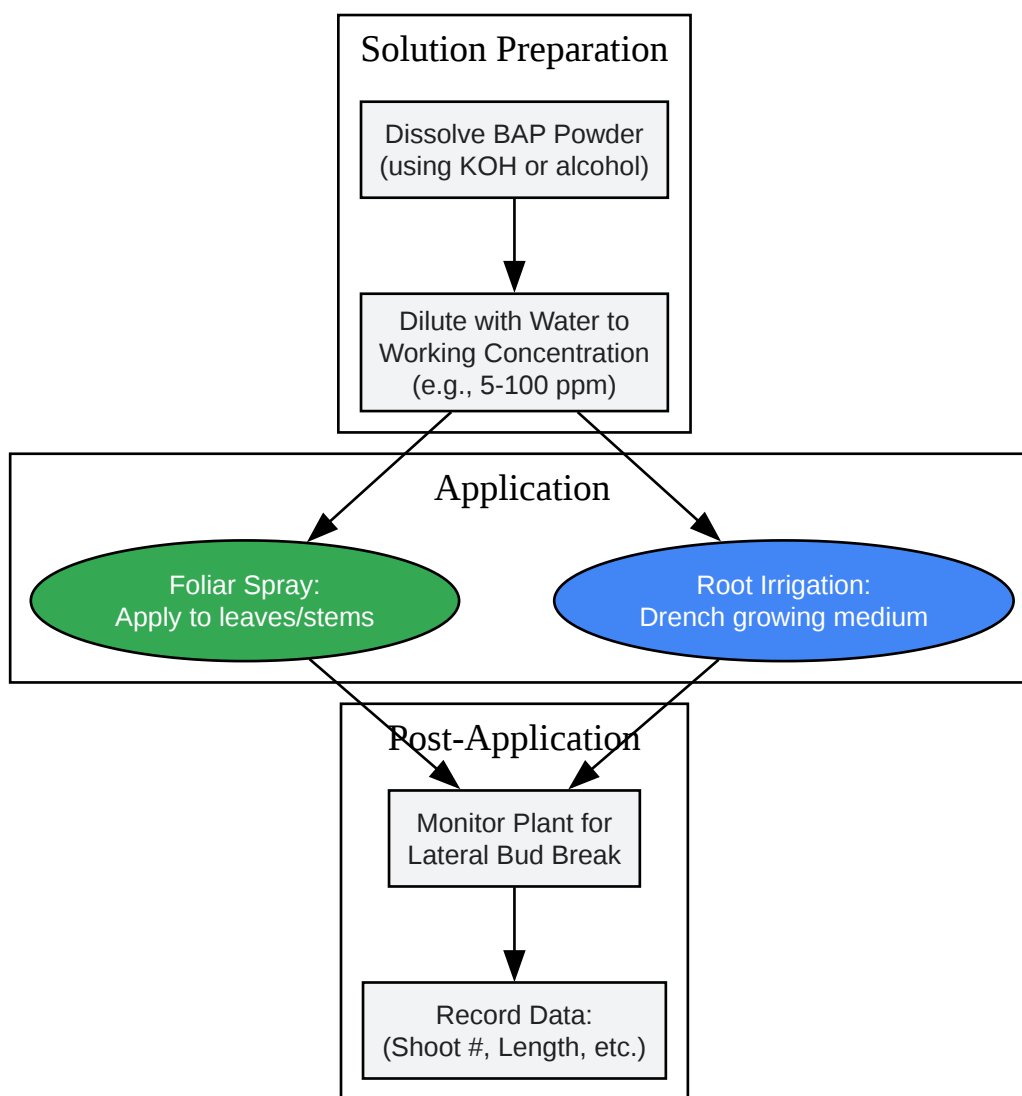 Solution Preparation
Dissolve BAP Powder
(using KOH or alcohol)
Dilute with Water to
Working Concentration
(e.g., 5-100 ppm)
Application
Foliar Spray:
Apply to leaves/stems
Root Irrigation:
Drench growing medium
Post-Application
Monitor Plant for
Lateral Bud Break
Record Data:
(Shoot #, Length, etc.)